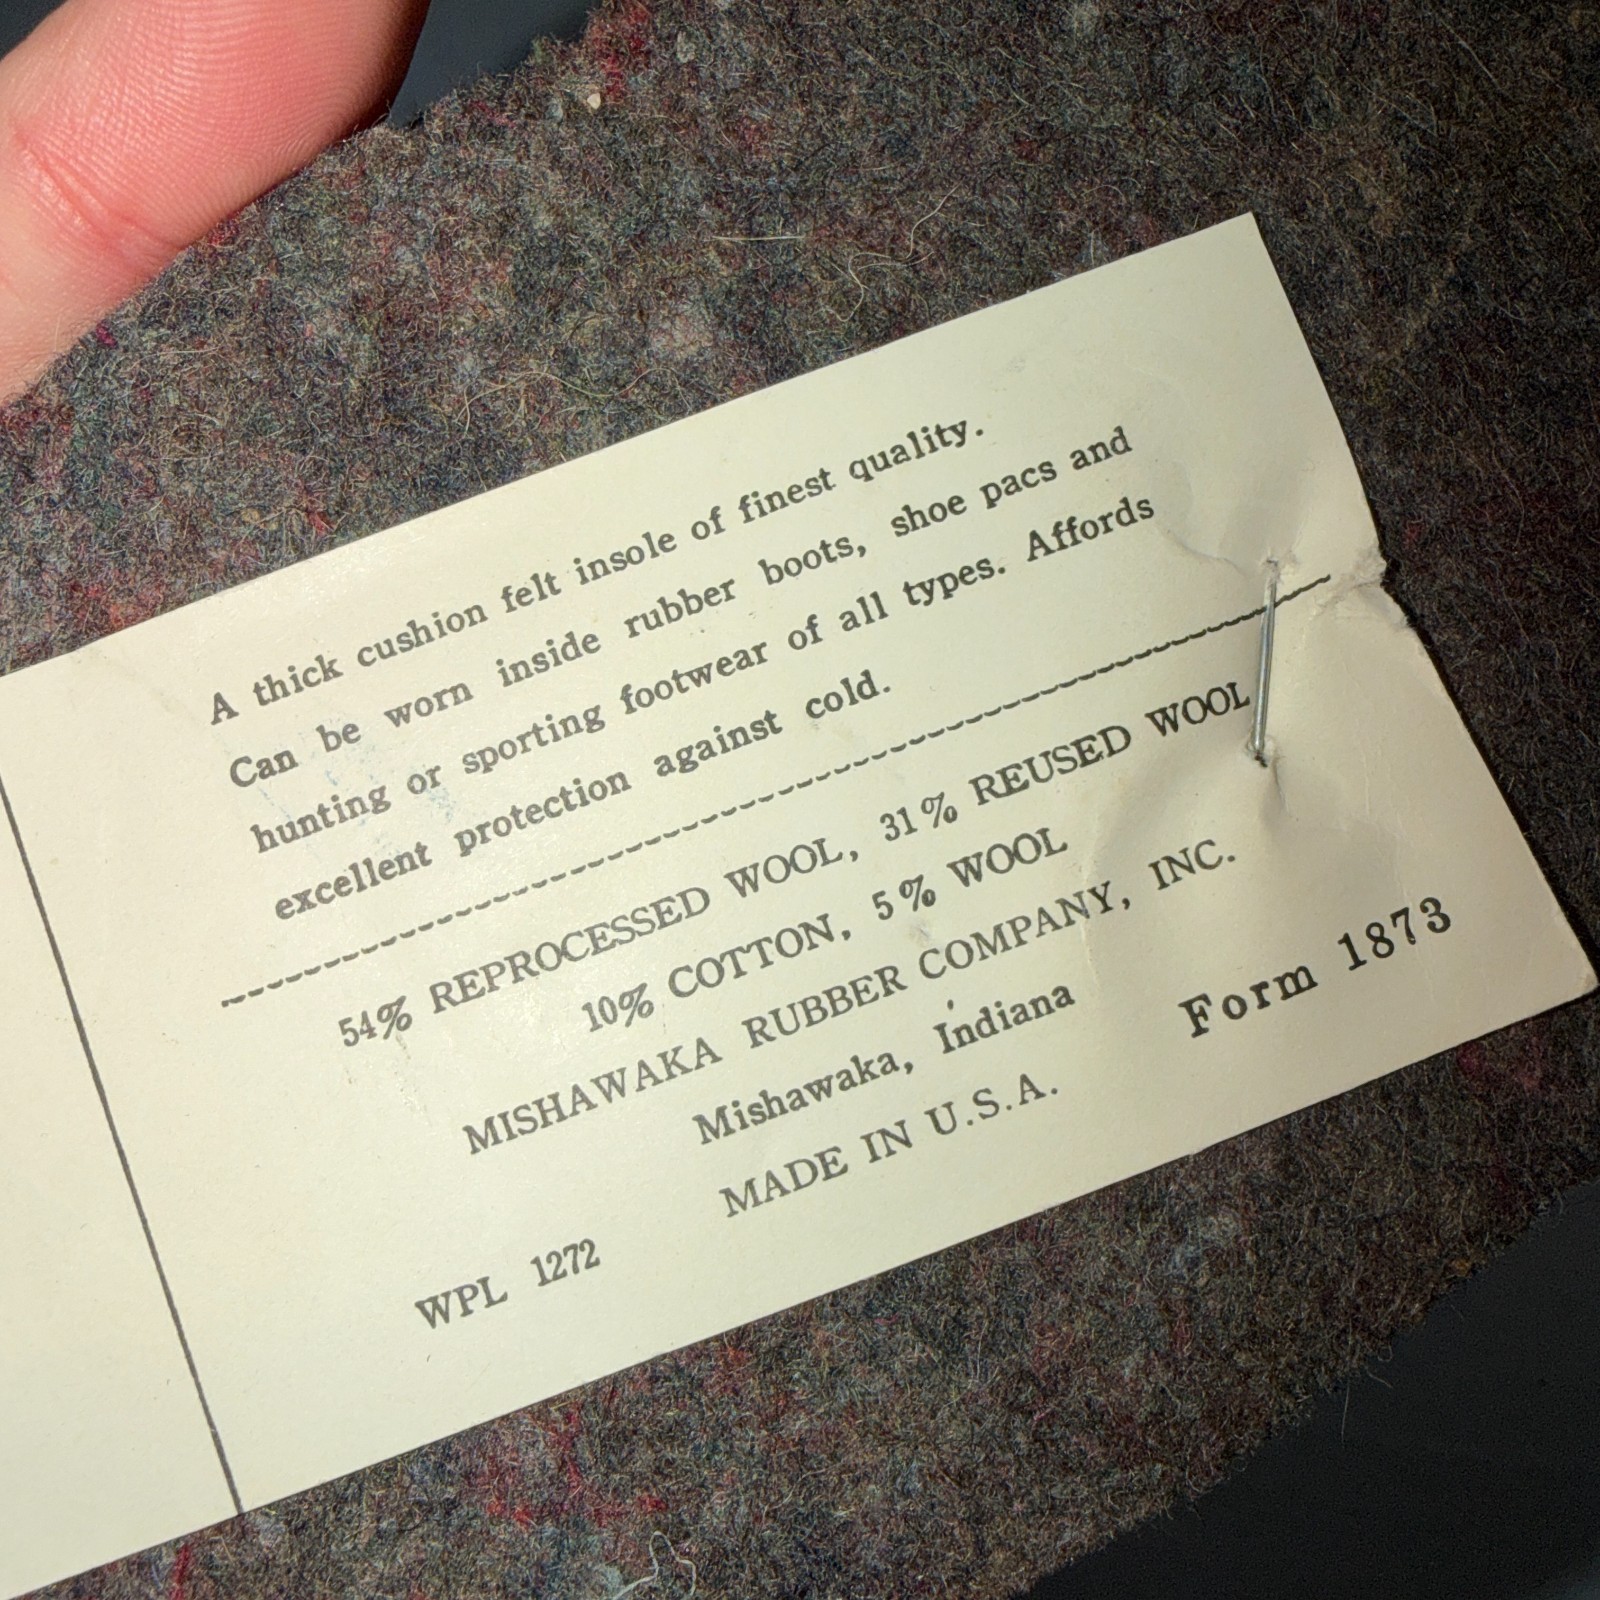 A thick cushion felt insole of finest quality.
Can be worn inside rubber boots, shoe pacs and
hunting or sporting footwear of all types. Affords
excellent protection against cold.
54% REPROCESSED WOOL, 31% REUSED WOOL
10% COTTON, 5% WOOL
MISHAWAKA RUBBER COMPANY, INC.
Mishawaka, Indiana
MADE IN U.S.A.
Form 1873
WPL 1272